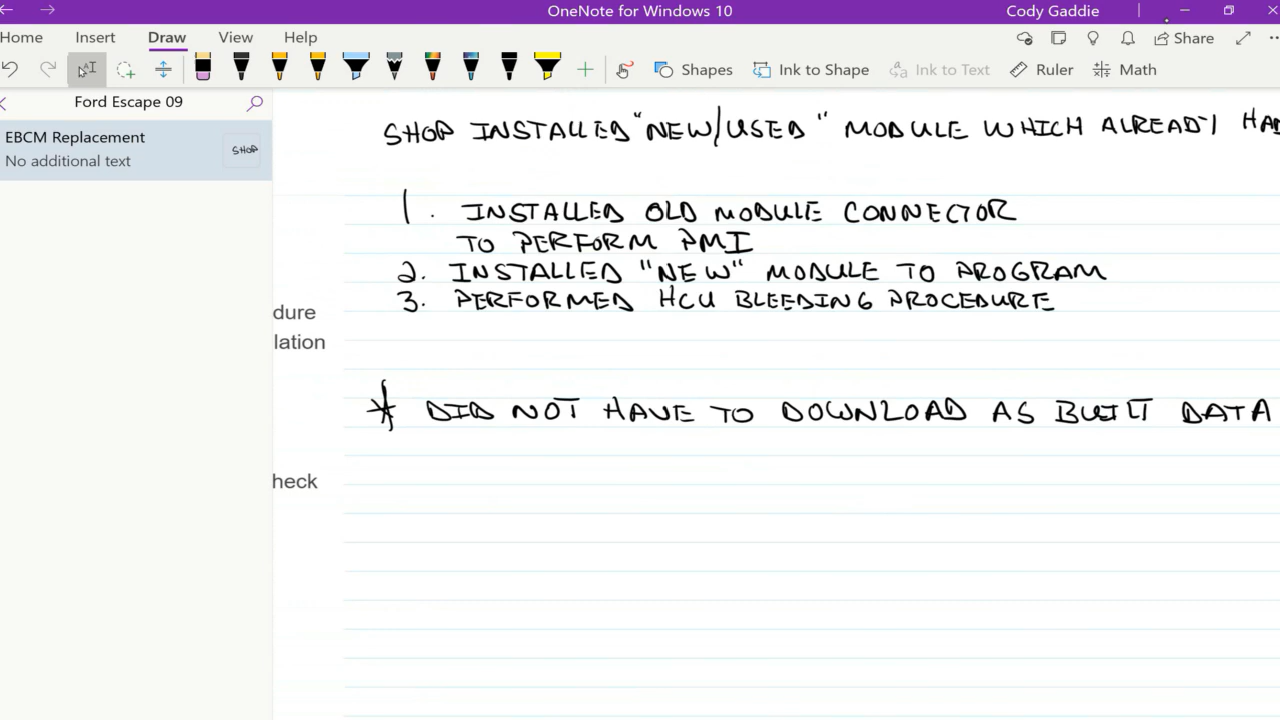 OneNote for Windows 10
Cody Gaddie
Home Insert Draw View Help
Share
Shapes Ink to Shape Ink to Text Ruler Math
Ford Escape 09
EBCM Replacement
No additional text
SHOP
SHOP INSTALLED "NEW/USED" MODULE WHICH ALREADY HAD
1. INSTALLED OLD MODULE CONNECTOR
TO PERFORM PMI
2. INSTALLED "NEW" MODULE TO PROGRAM
3. PERFORMED HCU BLEEDING PROCEDURE
dure
lation
* DID NOT HAVE TO DOWNLOAD AS BUILT DATA
heck